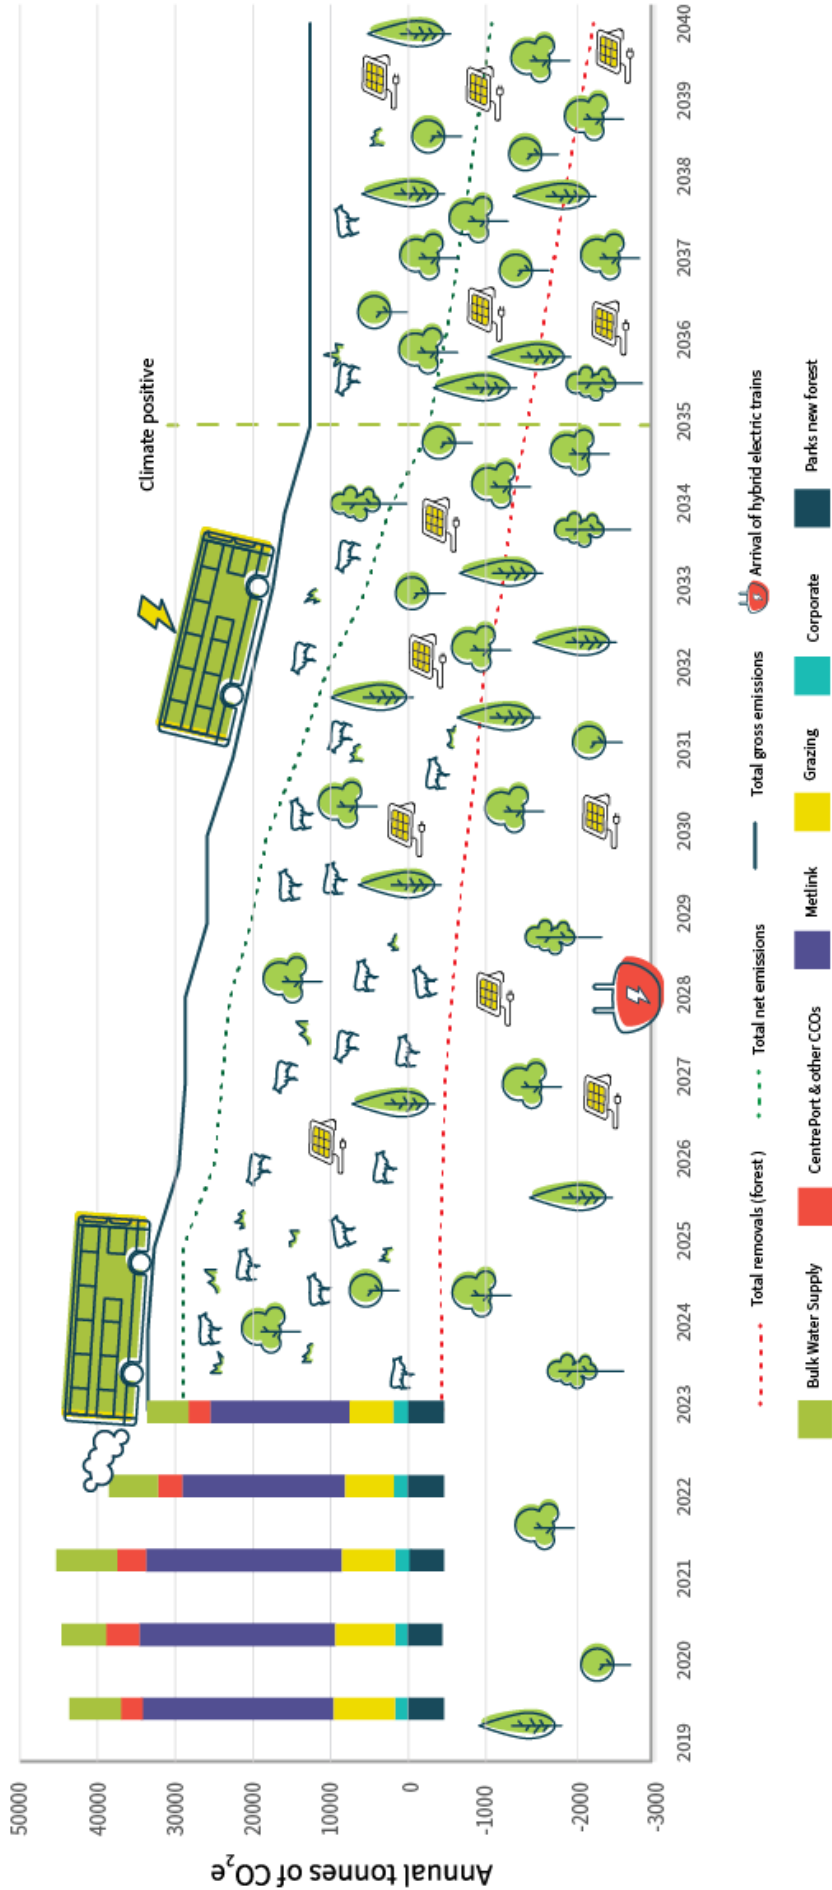 Annual tonnes of CO2e
50000
40000
30000
20000
10000
0
-1000
-2000
-3000
Climate positive
2019 2020 2021 2022 2023 2024 2025 2026 2027 2028 2029 2030 2031 2032 2033 2034 2035 2036 2037 2038 2039 2040
Total removals (forest ) Total net emissions Total gross emissions Arrival of hybrid electric trains
Bulk Water Supply CentrePort & other CCOs Metlink Grazing Corporate Parks new forest